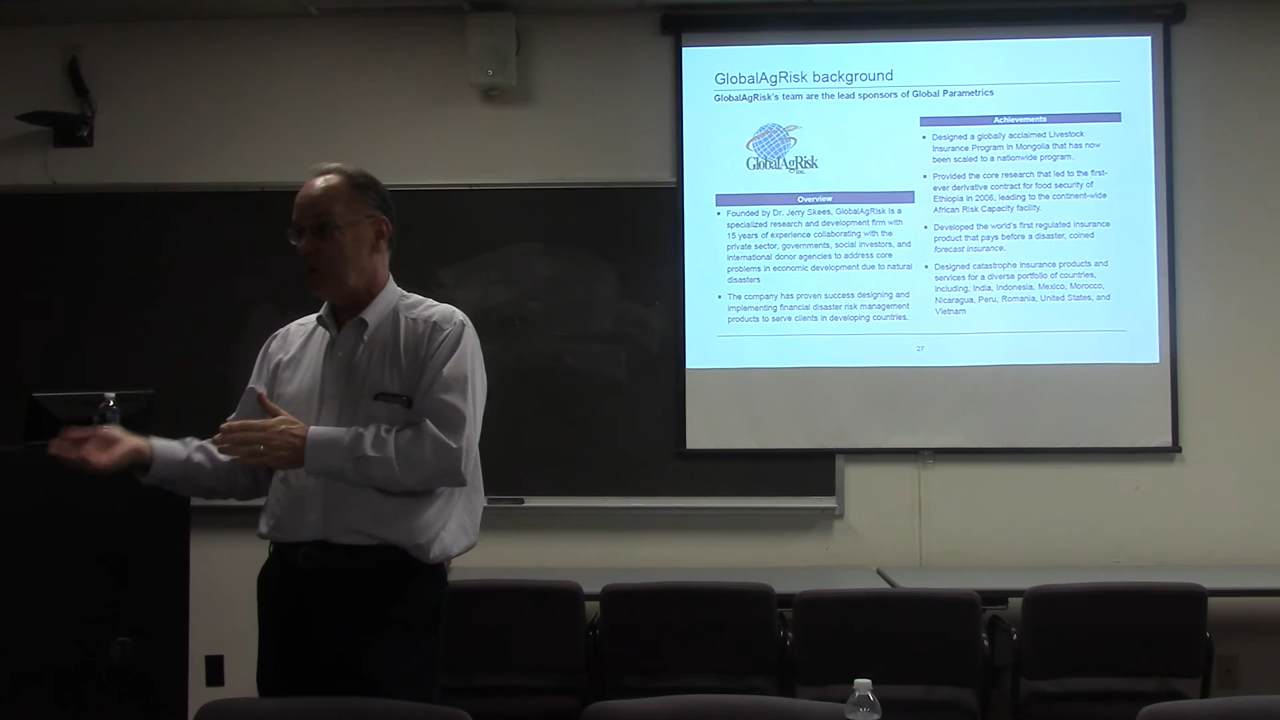 GlobalAgRisk background
GlobalAgRisk's team are the lead sponsors of Global Parametrics
GlobalAgRisk
Inc.
Overview
▪ Founded by Dr. Jerry Skees, GlobalAgRisk is a
specialized research and development firm with
15 years of experience collaborating with the
private sector, governments, social investors, and
international donor agencies to address core
problems in economic development due to natural
disasters
▪ The company has proven success designing and
implementing financial disaster risk management
products to serve clients in developing countries.
Achievements
▪ Designed a globally acclaimed Livestock
Insurance Program in Mongolia that has now
been scaled to a nationwide program.
▪ Provided the core research that led to the first-
ever derivative contract for food security of
Ethiopia in 2006, leading to the continent-wide
African Risk Capacity facility.
▪ Developed the world's first regulated insurance
product that pays before a disaster, coined
forecast insurance.
▪ Designed catastrophe insurance products and
services for a diverse portfolio of countries,
including, India, Indonesia, Mexico, Morocco,
Nicaragua, Peru, Romania, United States, and
Vietnam
27